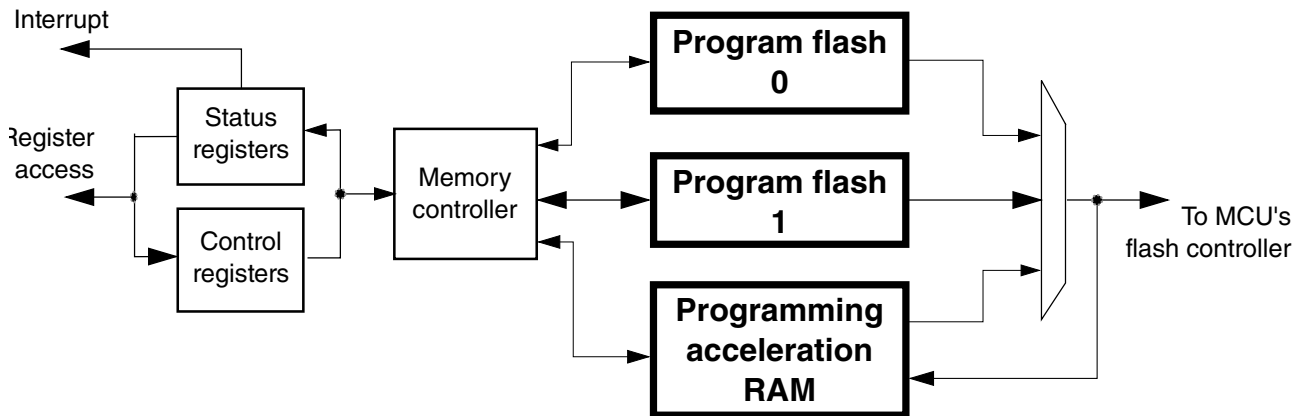 Interrupt
Register
access
Status
registers
Control
registers
Memory
controller
Program flash
0
Program flash
1
Programming
acceleration
RAM
To MCU's
flash controller